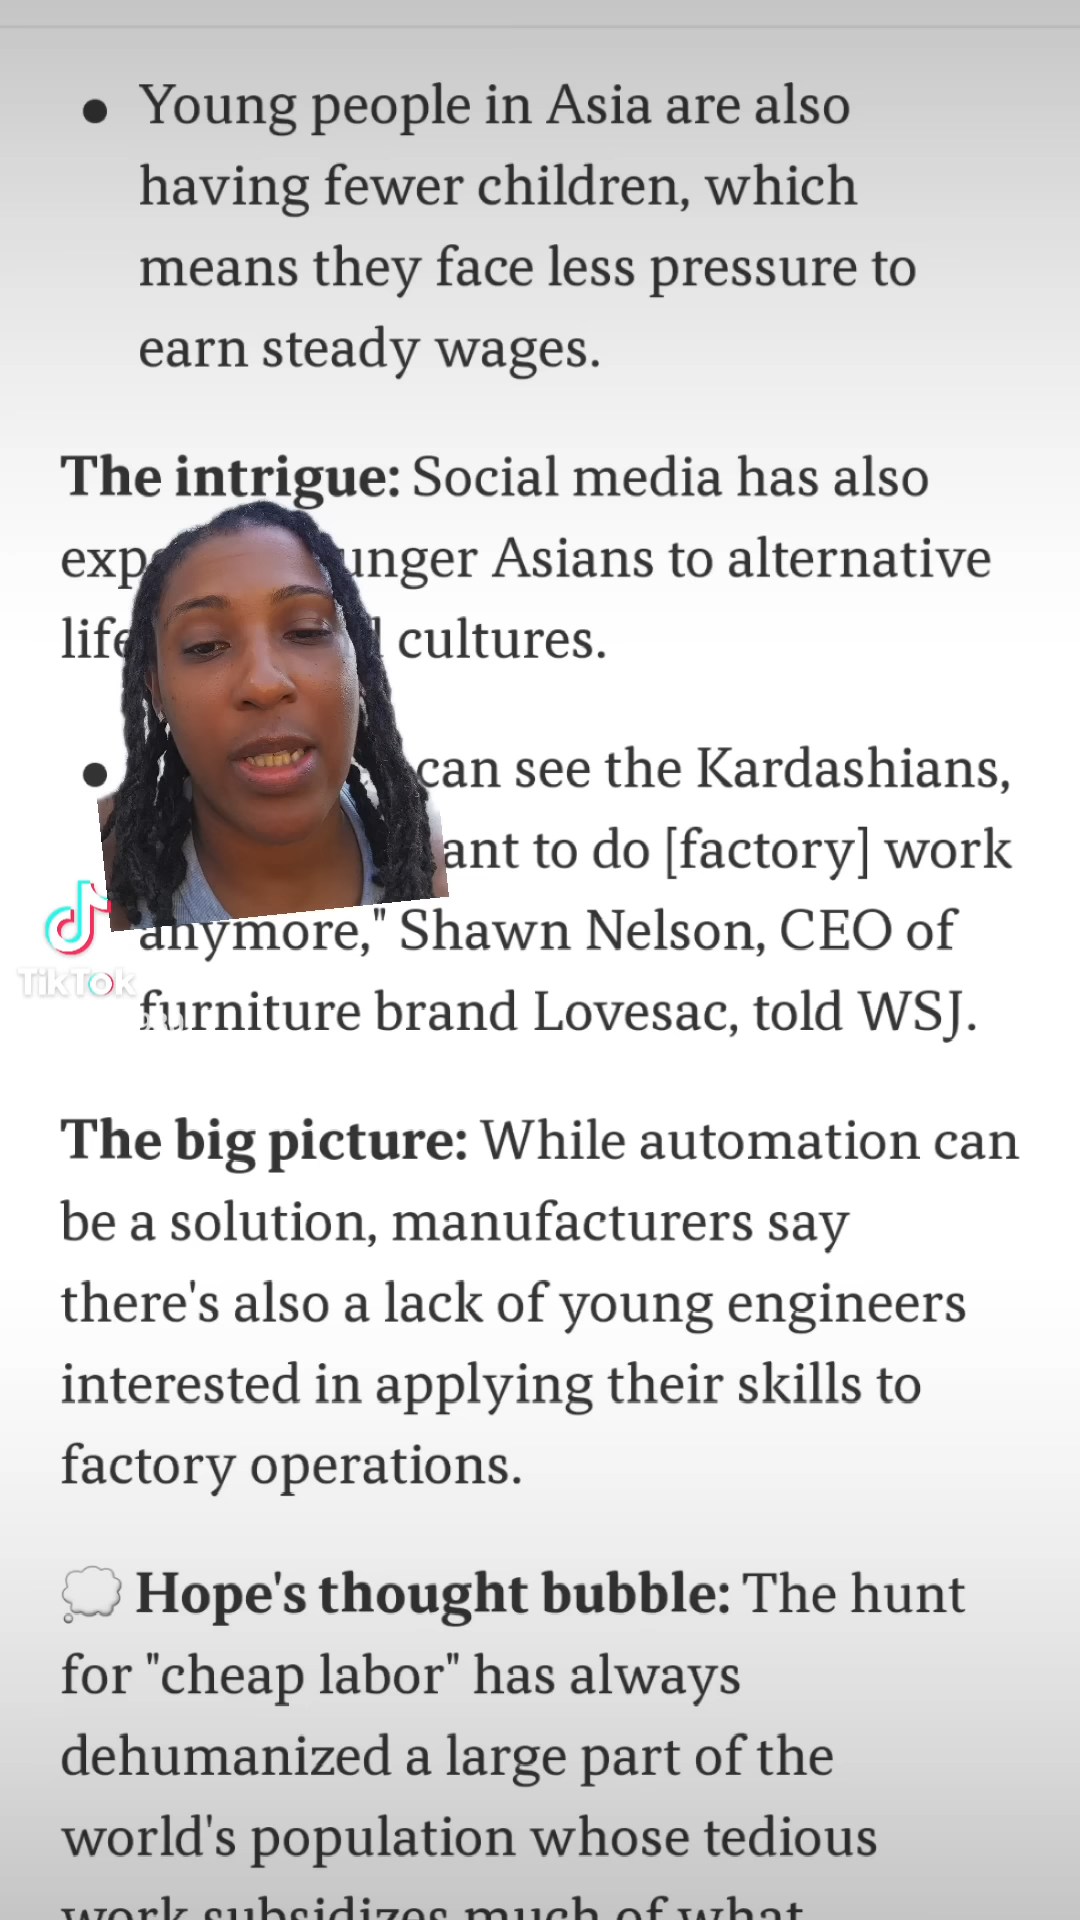 Young people in Asia are also
having fewer children, which
means they face less pressure to
earn steady wages.
The intrigue: Social media has also
exp unger Asians to alternative
life cultures.
can see the Kardashians,
ant to do [factory] work
anymore," Shawn Nelson, CEO of
furniture brand Lovesac, told WSJ.
TikTok
The big picture: While automation can
be a solution, manufacturers say
there's also a lack of young engineers
interested in applying their skills to
factory operations.
Hope's thought bubble: The hunt
for "cheap labor" has always
dehumanized a large part of the
world's population whose tedious
work subsidizes much of what